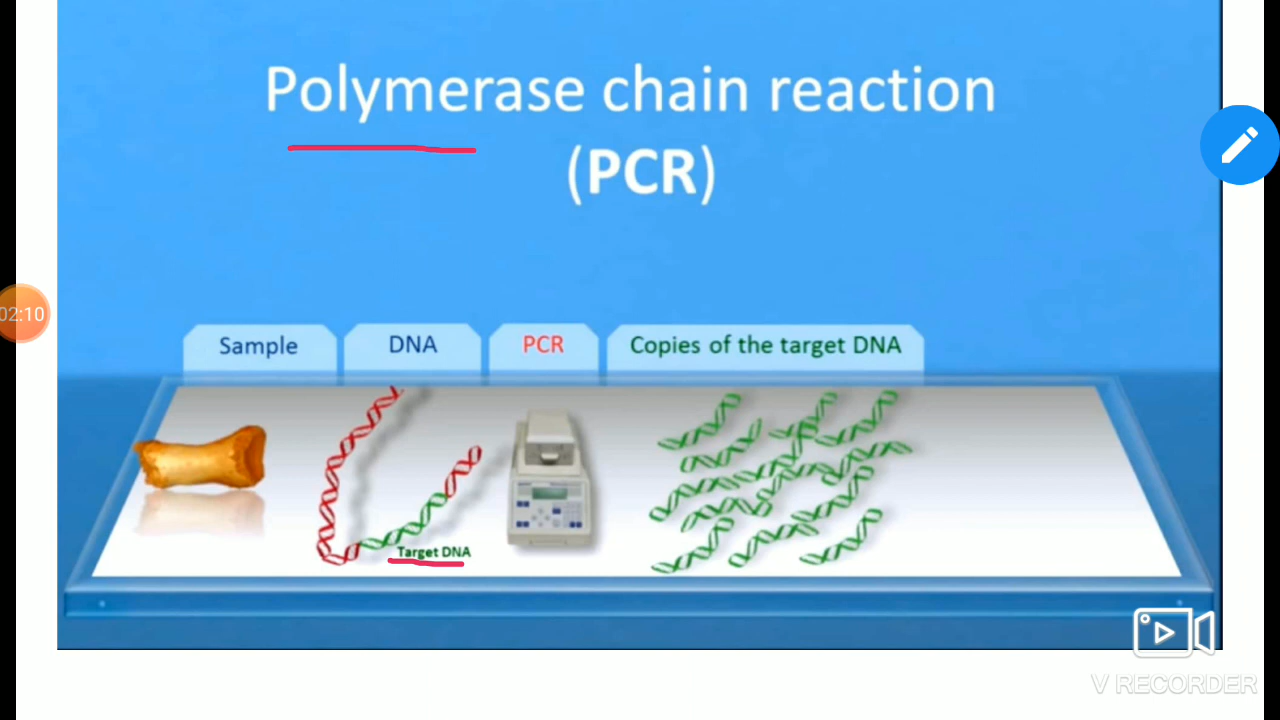 Polymerase chain reaction
(PCR)
02:10
Sample
DNA
PCR
Copies of the target DNA
Target DNA
V RECORDER